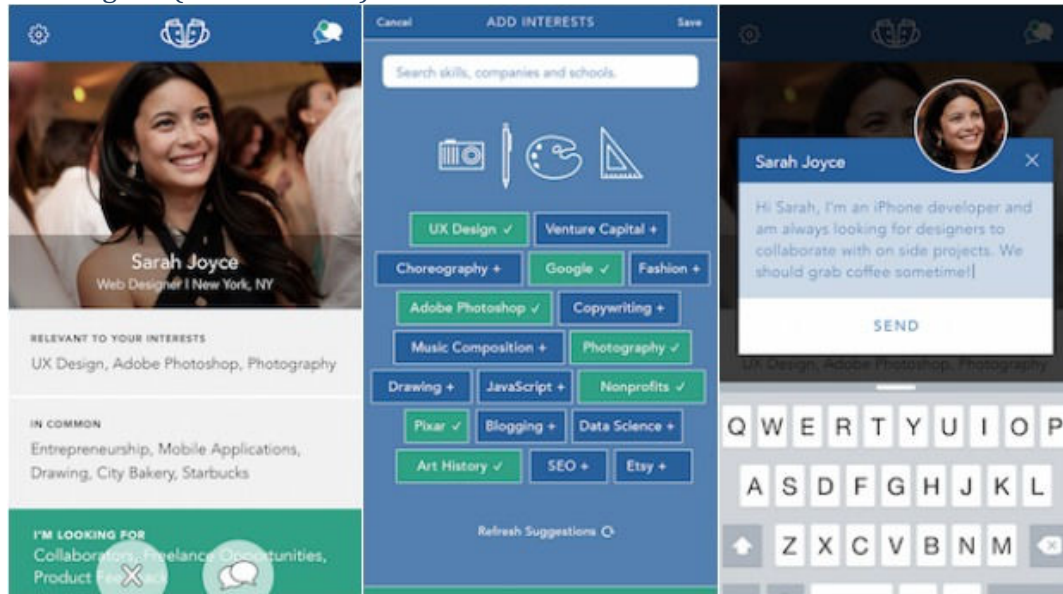 Sarah Joyce
Web Designer | New York, NY
RELEVANT TO YOUR INTERESTS
UX Design, Adobe Photoshop, Photography
IN COMMON
Entrepreneurship, Mobile Applications,
Drawing, City Bakery, Starbucks
I'M LOOKING FOR
Collaborators, Freelance Opportunities,
Product
Cancel ADD INTERESTS Save
Search skills, companies and schools.
UX Design ✓ Venture Capital +
Choreography + Google ✓ Fashion +
Adobe Photoshop ✓ Copywriting +
Music Composition + Photography ✓
Drawing + JavaScript + Nonprofits ✓
Pixar ✓ Blogging + Data Science +
Art History ✓ SEO + Etsy +
Refresh Suggestions
Sarah Joyce ×
Hi Sarah, I'm an iPhone developer and
am always looking for designers to
collaborate with on side projects. We
should grab coffee sometime!
SEND
UX Design, Adobe Photoshop, Photography
Q W E R T Y U I O P
A S D F G H J K L
Z X C V B N M